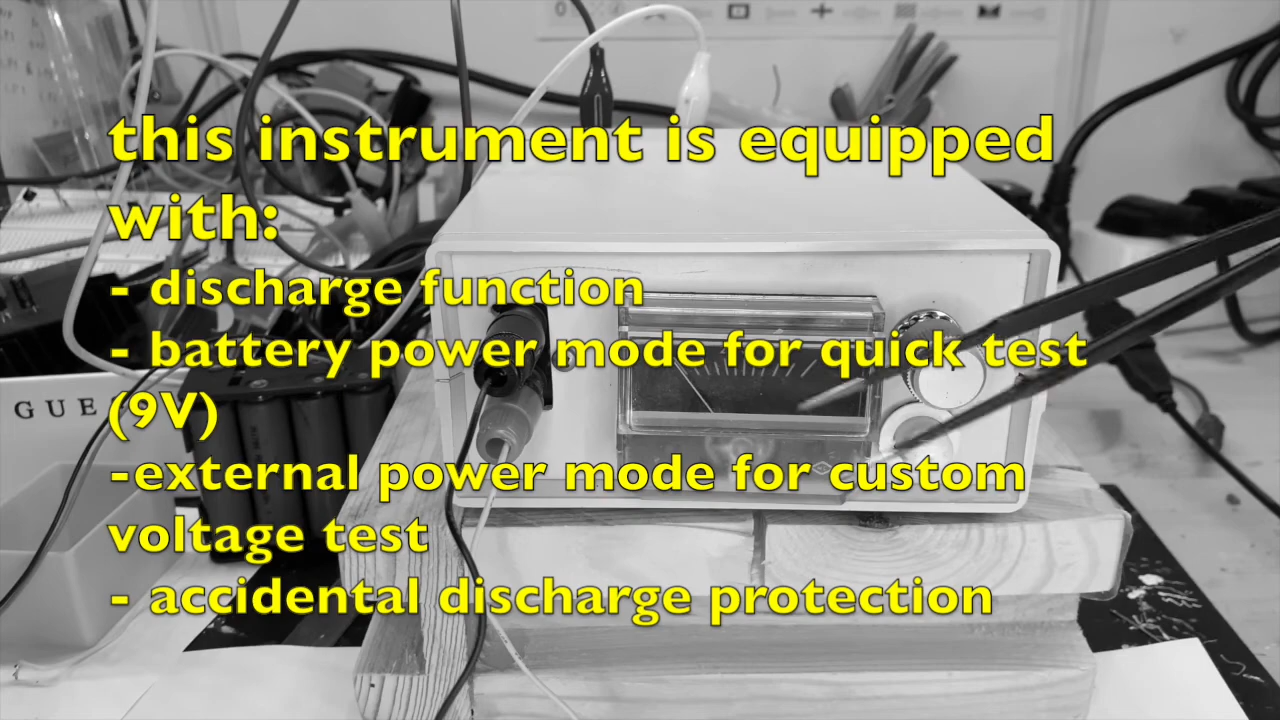 this instrument is equipped
with:
- discharge function
- battery power mode for quick test
(9V)
-external power mode for custom
voltage test
- accidental discharge protection
GUE